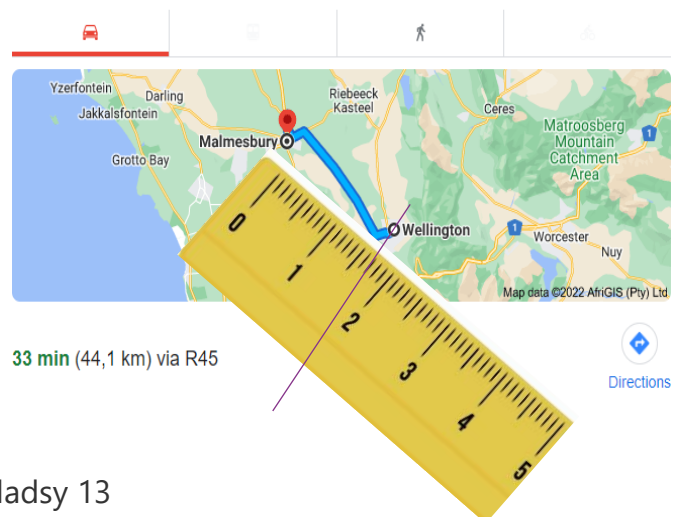 Yzerfontein
Darling
Riebeeck
Kasteel
Ceres
Jakkalsfontein
Matroosberg
Mountain
Catchment
Area
1
Malmesbury
Grotto Bay
Wellington
1
Worcester
Nuy
Map data ©2022 AfriGIS (Pty) Ltd
0
1
2
3
4
5
33 min (44,1 km) via R45
Directions
ladsy 13